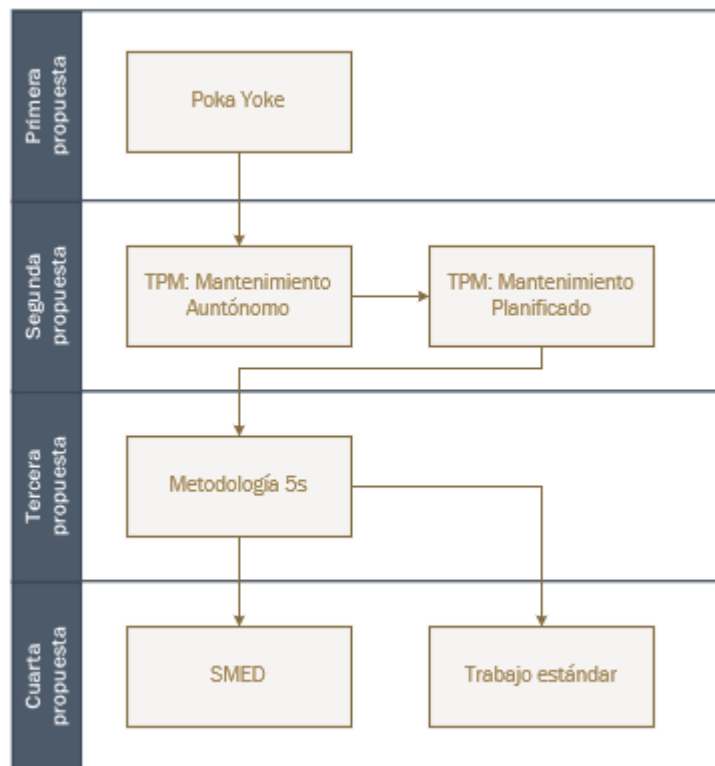 Primera
propuesta
Poka Yoke
Segunda
propuesta
TPM: Mantenimiento
Auntónomo
TPM: Mantenimiento
Planificado
Tercera
propuesta
Metodología 5s
Cuarta
propuesta
SMED
Trabajo estándar